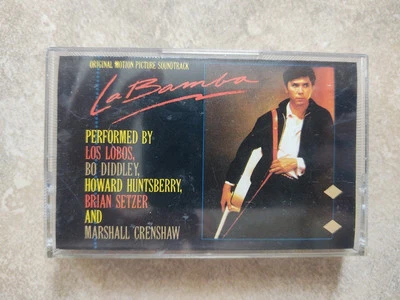 ORIGINAL MOTION PICTURE SOUNDTRACK
La Bamba
PERFORMED BY
LOS LOBOS,
BO DIDDLEY,
HOWARD HUNTSBERRY,
BRIAN SETZER
AND
MARSHALL CRENSHAW